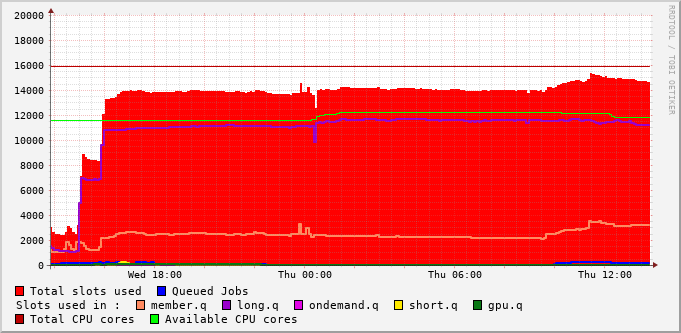 20000
18000
16000
14000
12000
10000
8000
6000
4000
2000
0
Wed 18:00 Thu 00:00 Thu 06:00 Thu 12:00
RRDTOOL / TOBI OETIKER
Total slots used Queued Jobs
Slots used in : member.q long.q ondemand.q short.q gpu.q
Total CPU cores Available CPU cores